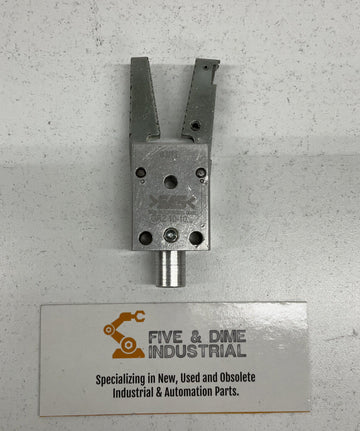 FIVE & DIME
INDUSTRIAL
Specializing in New, Used and Obsolete
Industrial & Automation Parts.